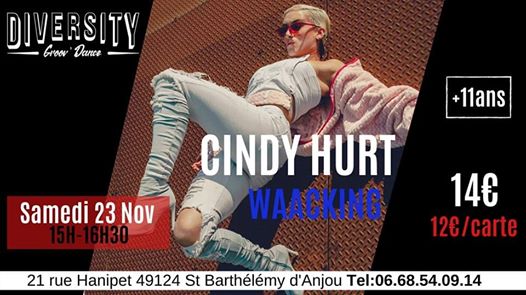 DIVERSITY
Groov' Dance
+11ans
CINDY HURT
WAACKING
14€
12€/carte
Samedi 23 Nov
15H-16H30
21 rue Hanipet 49124 St Barthélémy d'Anjou Tel:06.68.54.09.14